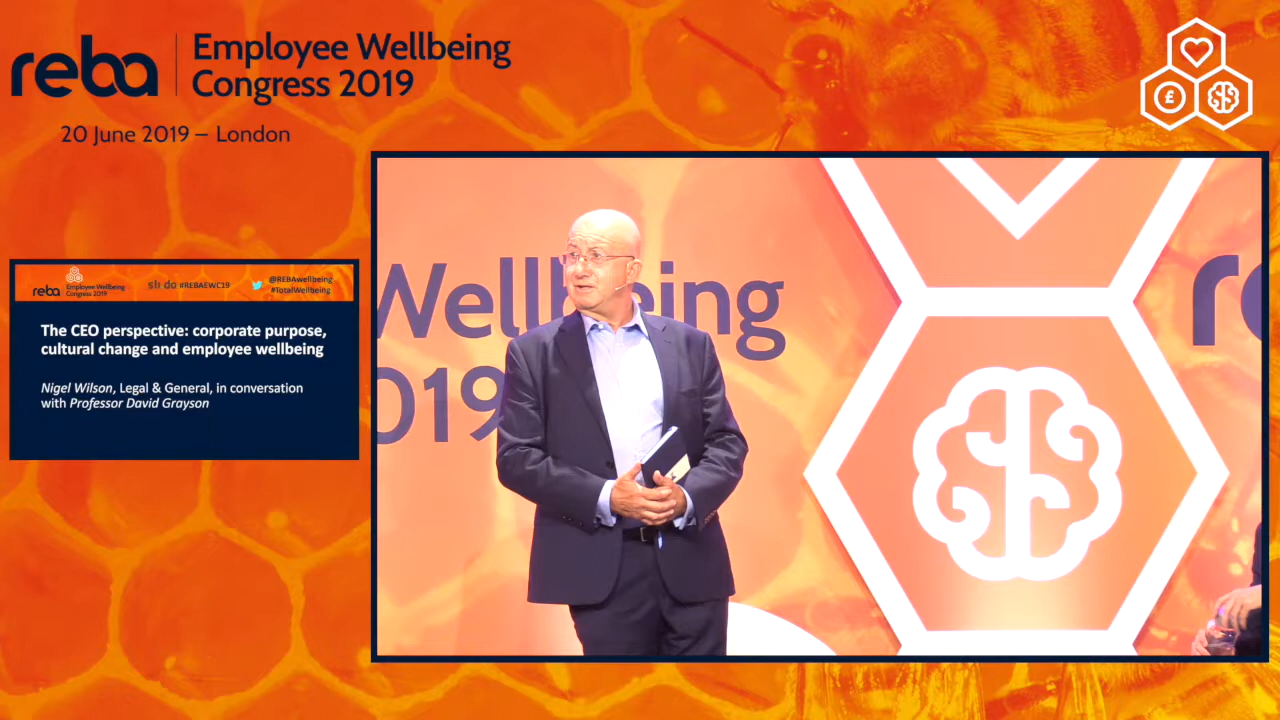 reba
Employee Wellbeing
Congress 2019
20 June 2019 – London
£
reba
Employee Wellbeing
Congress 2019
sli do #REBAEWC19
@REBAwellbeing
#TotalWellbeing
The CEO perspective: corporate purpose,
cultural change and employee wellbeing
Nigel Wilson, Legal & General, in conversation
with Professor David Grayson
Wellbeing
019
re